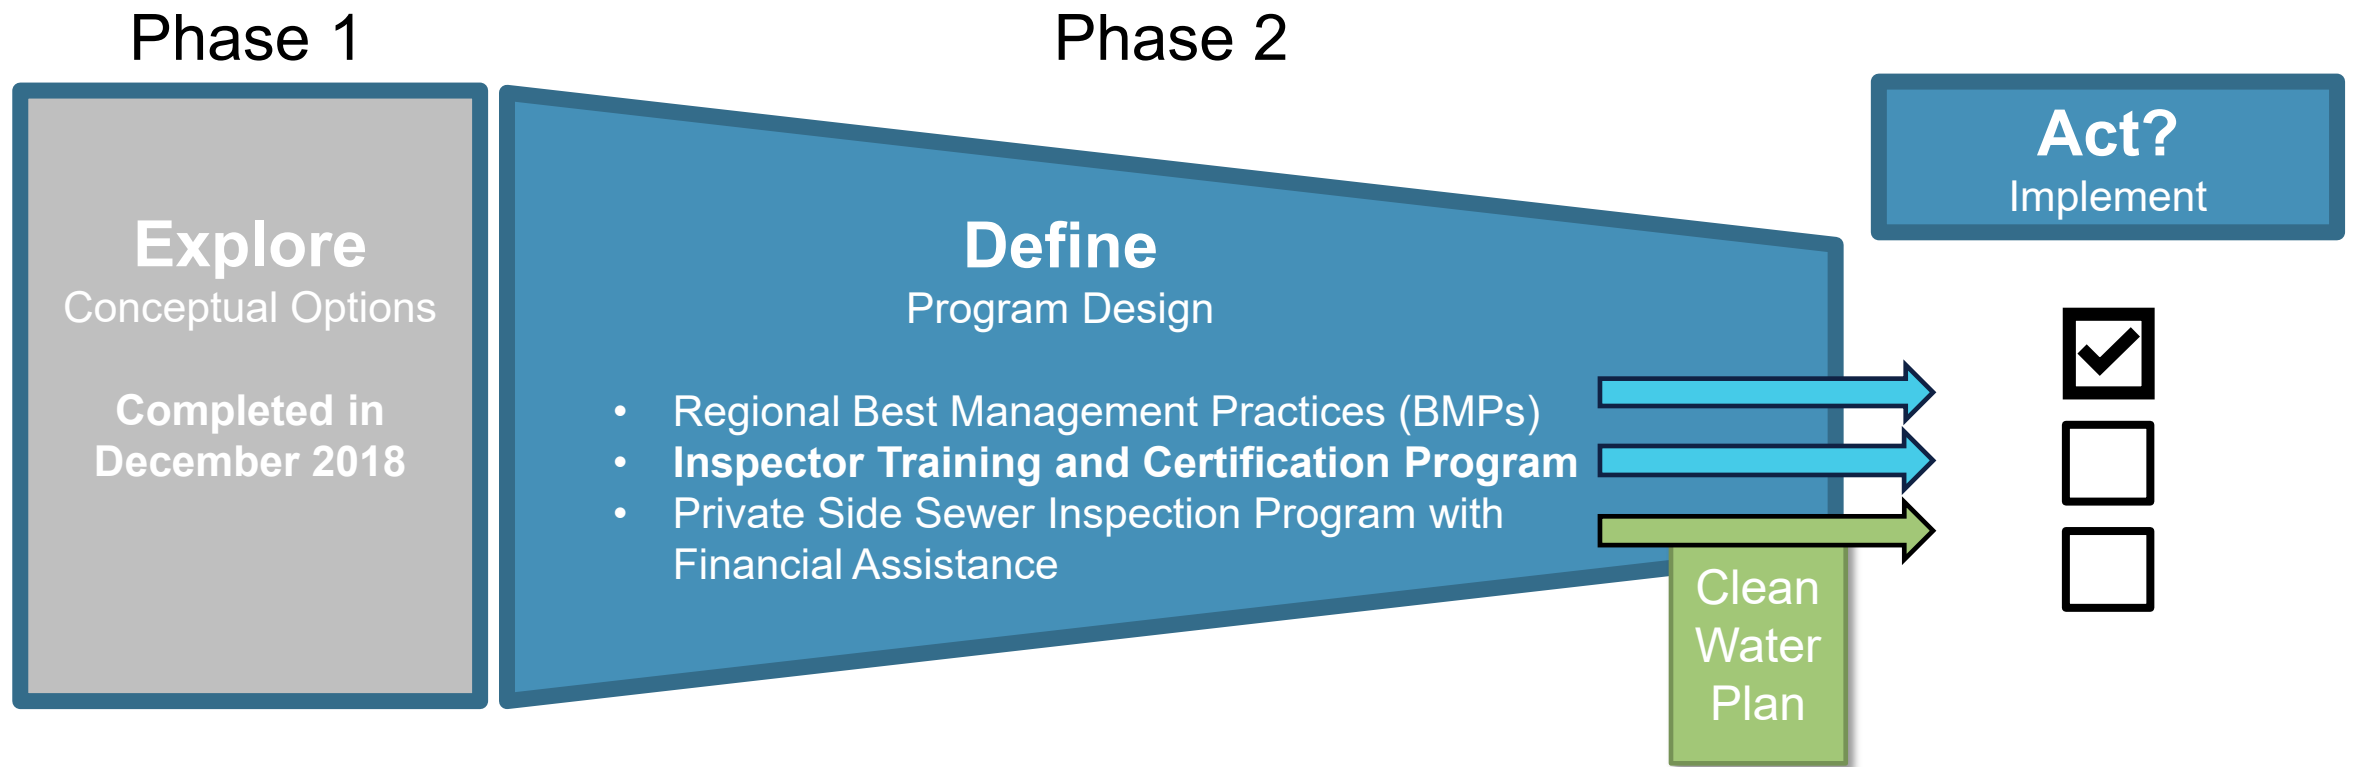 Phase 1
Phase 2
Explore
Conceptual Options
Completed in
December 2018
Define
Program Design
• Regional Best Management Practices (BMPs)
• Inspector Training and Certification Program
• Private Side Sewer Inspection Program with
Financial Assistance
Clean
Water
Plan
Act?
Implement